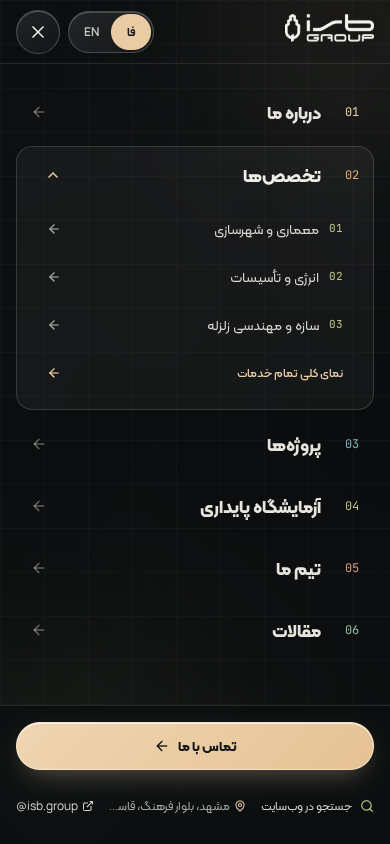 isb
GROUP
فا
EN
01 درباره ما
02 تخصص‌ها
01 معماری و شهرسازی
02 انرژی و تأسیسات
03 سازه و مهندسی زلزله
نمای کلی تمام خدمات
03 پروژه‌ها
04 آزمایشگاه پایداری
05 تیم ما
06 مقالات
تماس با ما
جستجو در وب‌سایت
مشهد، بلوار فرهنگ، قاسـ...
@isb.group